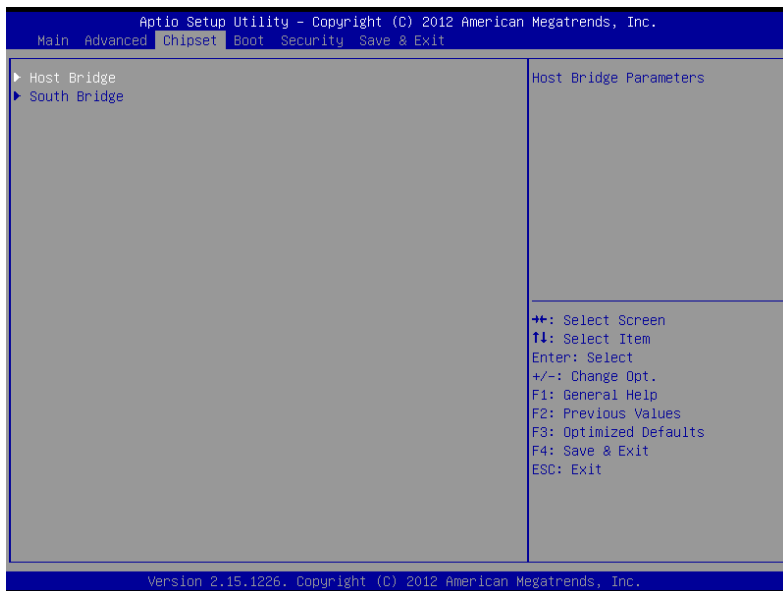 Aptio Setup Utility – Copyright (C) 2012 American Megatrends, Inc.
Main Advanced Chipset Boot Security Save & Exit
▶ Host Bridge
▶ South Bridge
Host Bridge Parameters
→←: Select Screen
↑↓: Select Item
Enter: Select
+/-: Change Opt.
F1: General Help
F2: Previous Values
F3: Optimized Defaults
F4: Save & Exit
ESC: Exit
Version 2.15.1226. Copyright (C) 2012 American Megatrends, Inc.